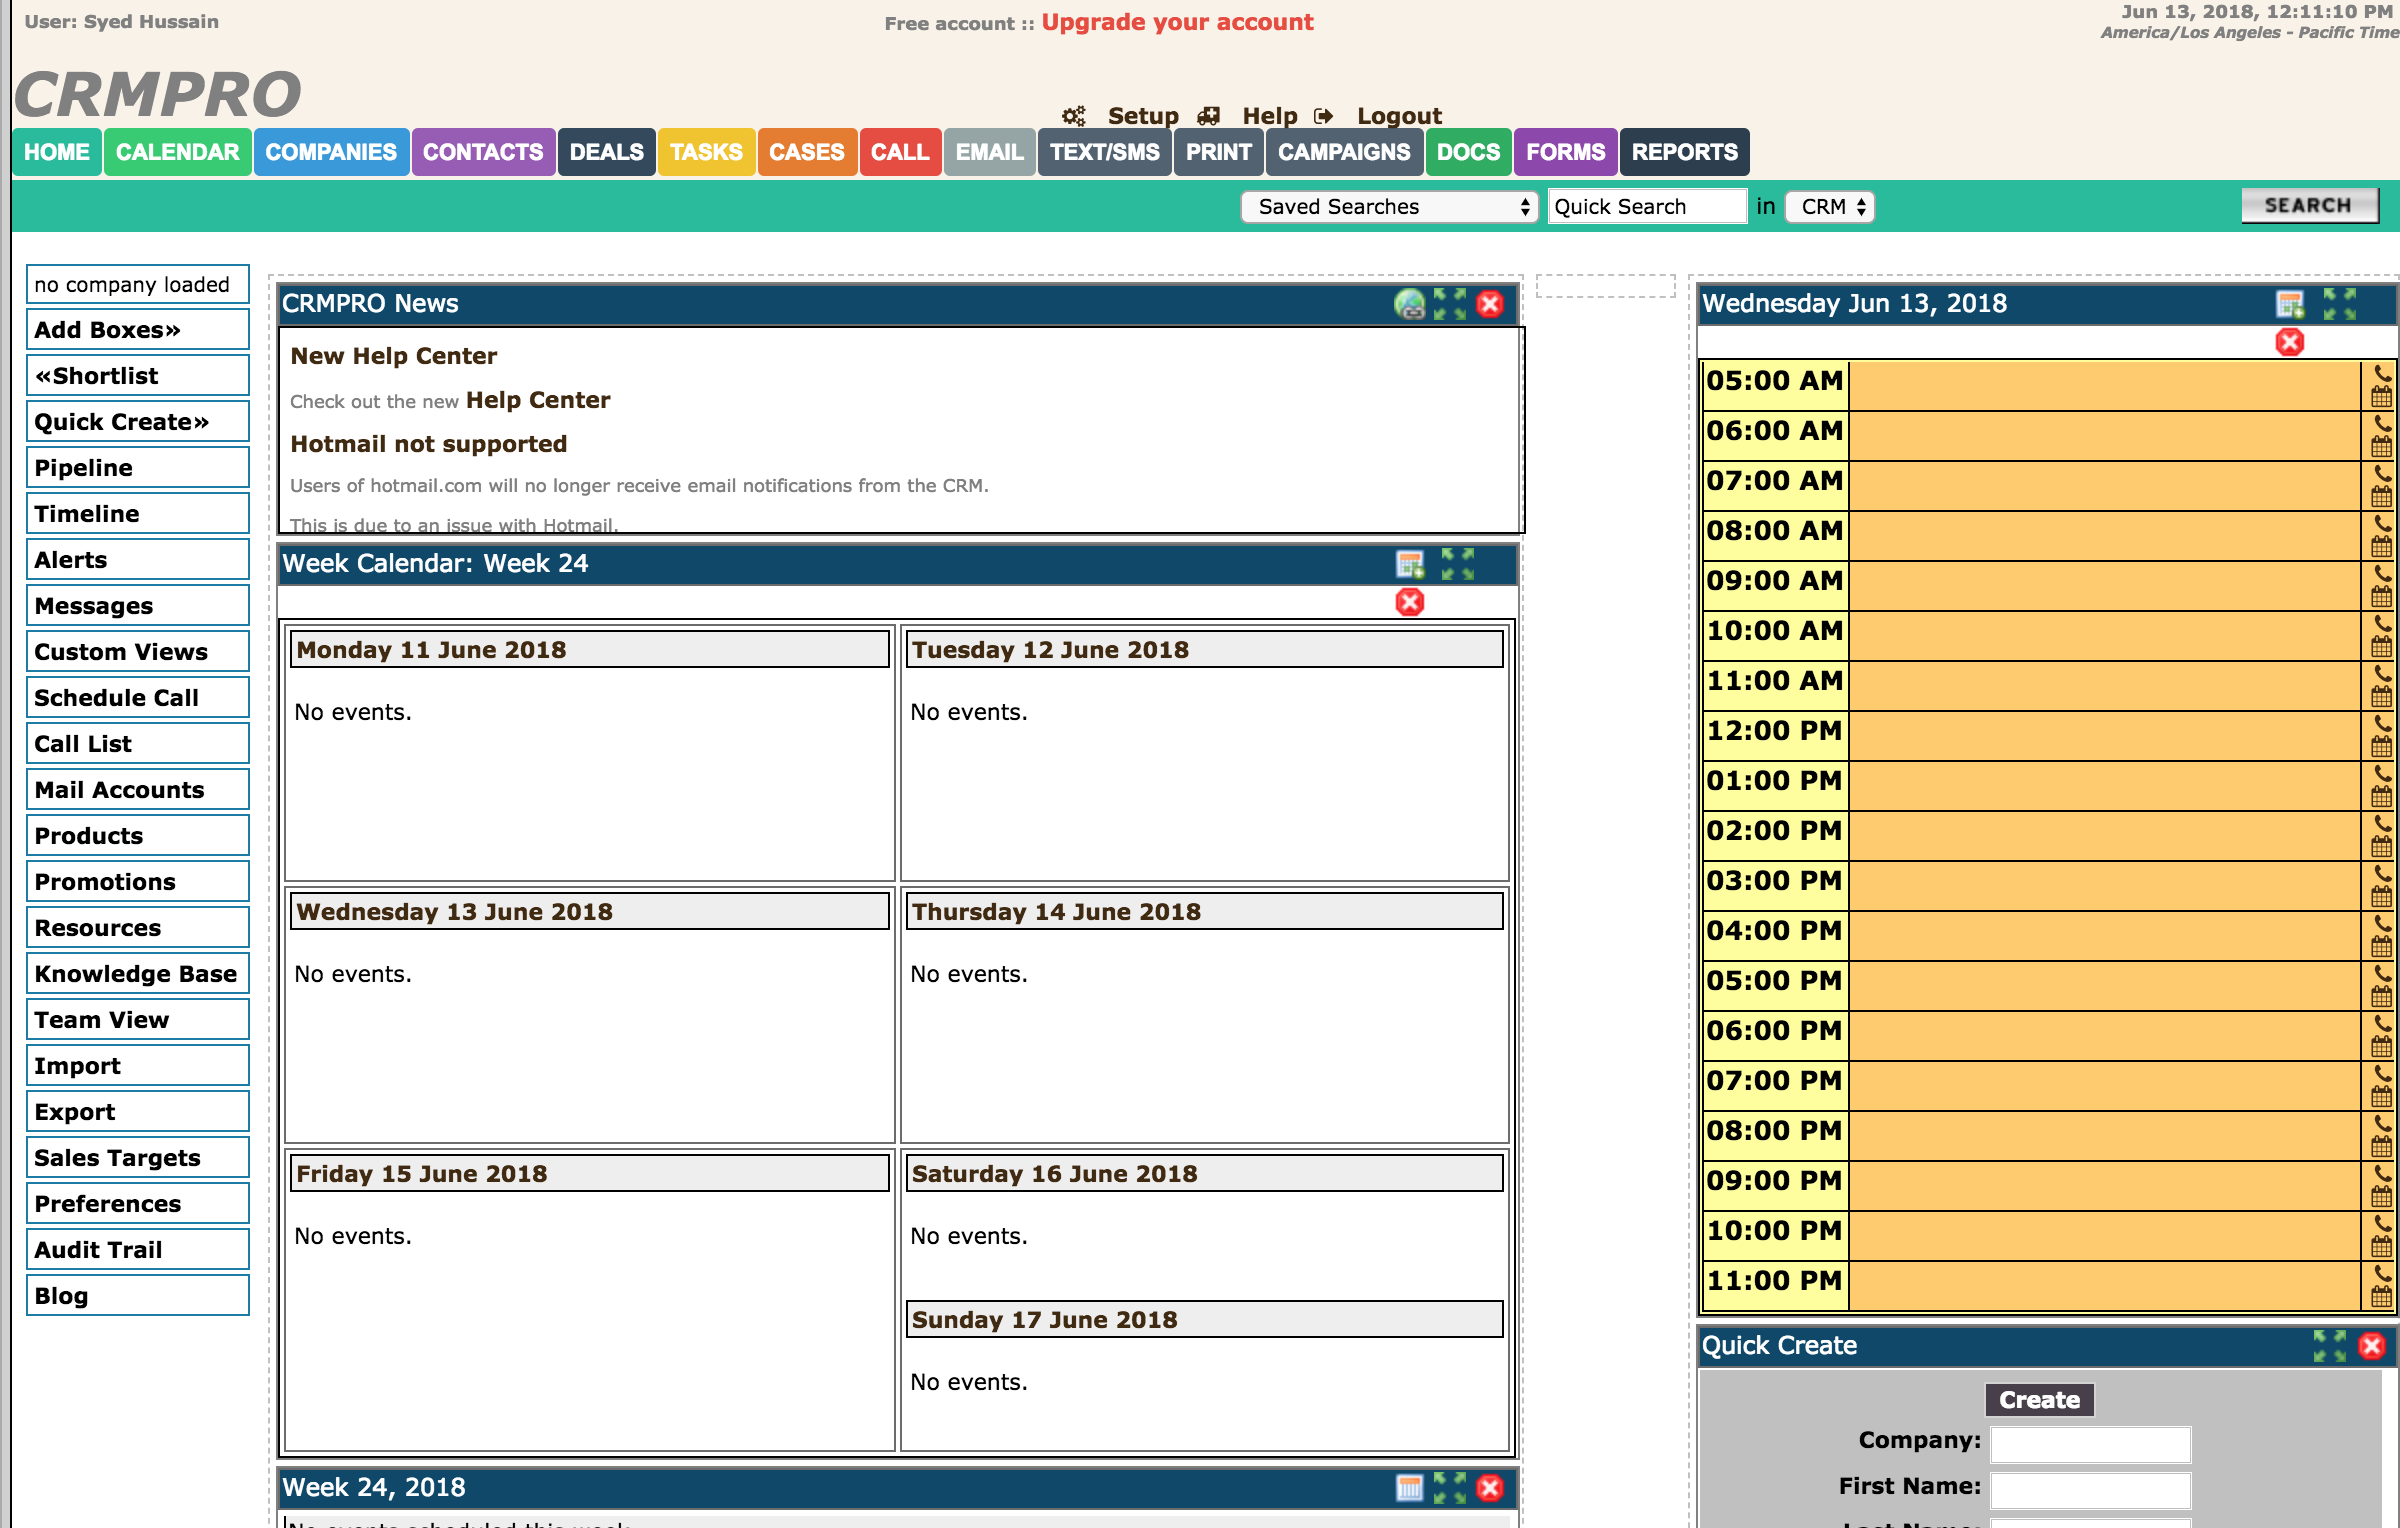 User: Syed Hussain
Free account :: Upgrade your account
Jun 13, 2018, 12:11:10 PM
America/Los Angeles - Pacific Time
CRMPRO
Setup Help Logout
HOME CALENDAR COMPANIES CONTACTS DEALS TASKS CASES CALL EMAIL TEXT/SMS PRINT CAMPAIGNS DOCS FORMS REPORTS
Saved Searches Quick Search in CRM SEARCH
no company loaded
Add Boxes»
«Shortlist
Quick Create»
Pipeline
Timeline
Alerts
Messages
Custom Views
Schedule Call
Call List
Mail Accounts
Products
Promotions
Resources
Knowledge Base
Team View
Import
Export
Sales Targets
Preferences
Audit Trail
Blog
CRMPRO News
New Help Center
Check out the new Help Center
Hotmail not supported
Users of hotmail.com will no longer receive email notifications from the CRM.
This is due to an issue with Hotmail.
Week Calendar: Week 24
Monday 11 June 2018
No events.
Tuesday 12 June 2018
No events.
Wednesday 13 June 2018
No events.
Thursday 14 June 2018
No events.
Friday 15 June 2018
No events.
Saturday 16 June 2018
No events.
Sunday 17 June 2018
No events.
Week 24, 2018
No events scheduled this week
Wednesday Jun 13, 2018
05:00 AM
06:00 AM
07:00 AM
08:00 AM
09:00 AM
10:00 AM
11:00 AM
12:00 PM
01:00 PM
02:00 PM
03:00 PM
04:00 PM
05:00 PM
06:00 PM
07:00 PM
08:00 PM
09:00 PM
10:00 PM
11:00 PM
Quick Create
Create
Company:
First Name:
Last Name: